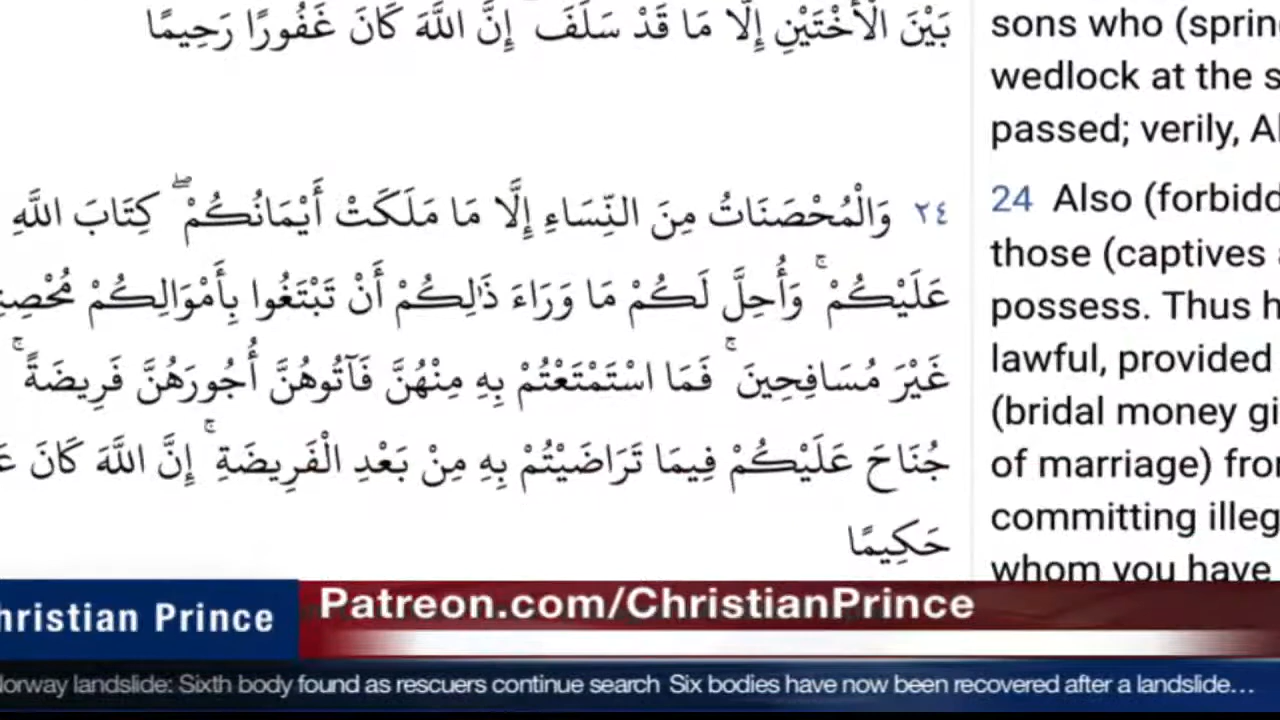 بَيْنَ الْأُخْتَيْنِ إِلَّا مَا قَدْ سَلَفَ ۗ إِنَّ اللَّهَ كَانَ غَفُورًا رَحِيمًا
٢٤ وَالْمُحْصَنَاتُ مِنَ النِّسَاءِ إِلَّا مَا مَلَكَتْ أَيْمَانُكُمْ ۖ كِتَابَ اللَّهِ
عَلَيْكُمْ ۚ وَأُحِلَّ لَكُمْ مَا وَرَاءَ ذَٰلِكُمْ أَنْ تَبْتَغُوا بِأَمْوَالِكُمْ
غَيْرَ مُسَافِحِينَ ۚ فَمَا اسْتَمْتَعْتُمْ بِهِ مِنْهُنَّ فَآتُوهُنَّ أُجُورَهُنَّ فَرِيضَةً ۚ
جُنَاحَ عَلَيْكُمْ فِيمَا تَرَاضَيْتُمْ بِهِ مِنْ بَعْدِ الْفَرِيضَةِ ۚ إِنَّ اللَّهَ كَانَ
حَكِيمًا
sons who (sprin
wedlock at the s
passed; verily, Al
24 Also (forbidd
those (captives
possess. Thus h
lawful, provided
(bridal money gi
of marriage) fro
committing illeg
whom you have
hristian Prince
Patreon.com/ChristianPrince
Norway landslide: Sixth body found as rescuers continue search Six bodies have now been recovered after a landslide...